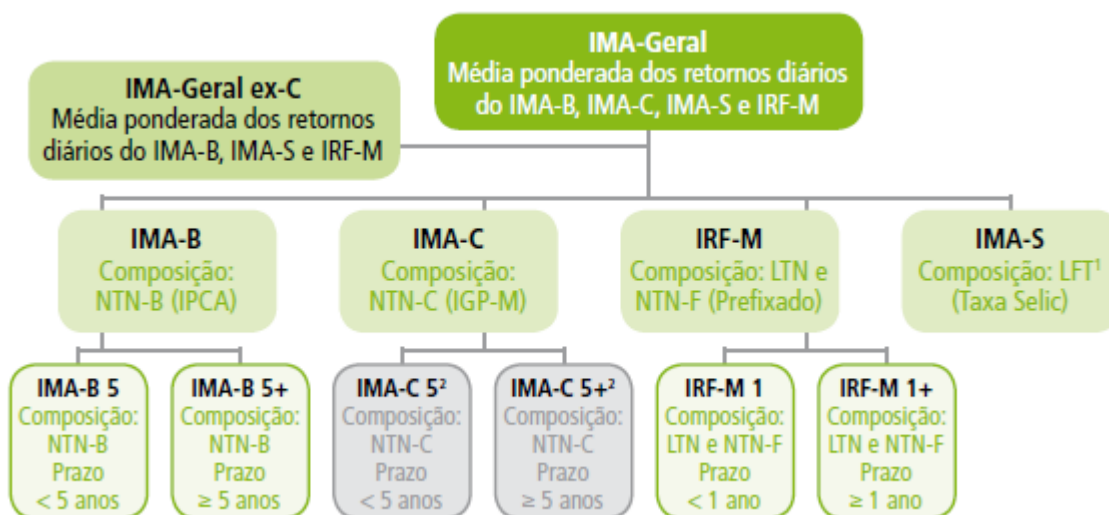 IMA-Geral
Média ponderada dos retornos diários
do IMA-B, IMA-C, IMA-S e IRF-M
IMA-Geral ex-C
Média ponderada dos retornos
diários do IMA-B, IMA-S e IRF-M
IMA-B
Composição:
NTN-B (IPCA)
IMA-C
Composição:
NTN-C (IGP-M)
IRF-M
Composição: LTN e
NTN-F (Prefixado)
IMA-S
Composição: LFT¹
(Taxa Selic)
IMA-B 5
Composição:
NTN-B
Prazo
< 5 anos
IMA-B 5+
Composição:
NTN-B
Prazo
≥ 5 anos
IMA-C 5²
Composição:
NTN-C
Prazo
< 5 anos
IMA-C 5+²
Composição:
NTN-C
Prazo
≥ 5 anos
IRF-M 1
Composição:
LTN e NTN-F
Prazo
< 1 ano
IRF-M 1+
Composição:
LTN e NTN-F
Prazo
≥ 1 ano